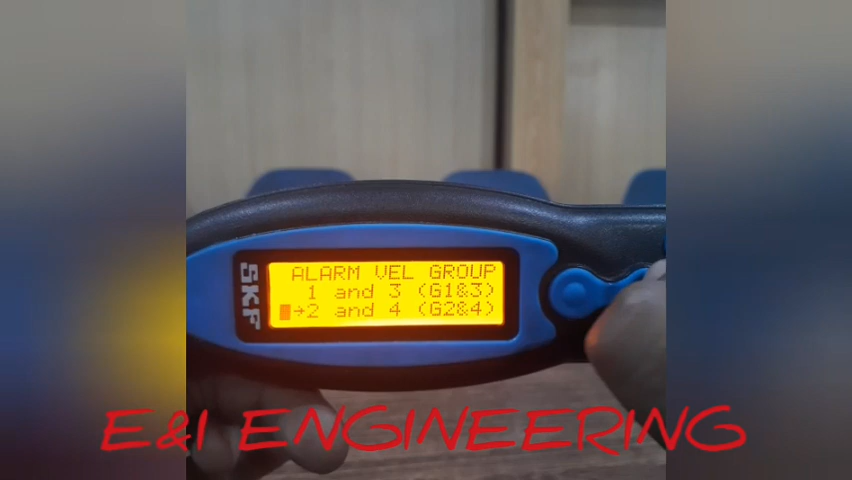 SKF
ALARM VEL GROUP
1 and 3 (G1&3)
→2 and 4 (G2&4)
E&I ENGINEERING